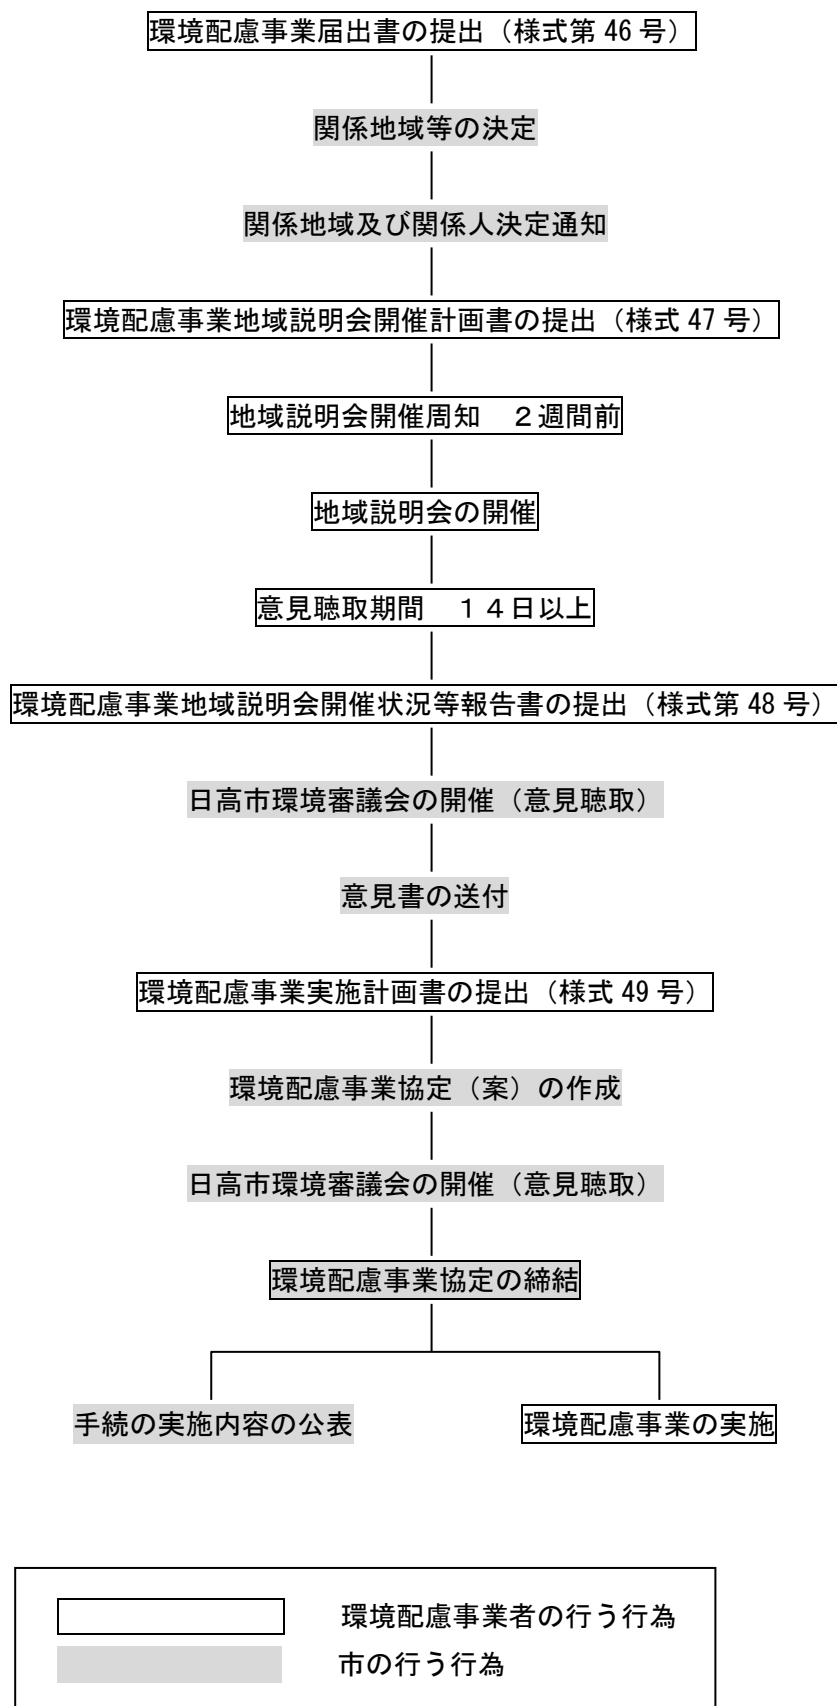 環境配慮事業届出書の提出（様式第 46 号）
関係地域等の決定
関係地域及び関係人決定通知
環境配慮事業地域説明会開催計画書の提出（様式 47 号）
地域説明会開催周知　２週間前
地域説明会の開催
意見聴取期間　１４日以上
環境配慮事業地域説明会開催状況等報告書の提出（様式第 48 号）
日高市環境審議会の開催（意見聴取）
意見書の送付
環境配慮事業実施計画書の提出（様式 49 号）
環境配慮事業協定（案）の作成
日高市環境審議会の開催（意見聴取）
環境配慮事業協定の締結
手続の実施内容の公表
環境配慮事業の実施
環境配慮事業者の行う行為
市の行う行為